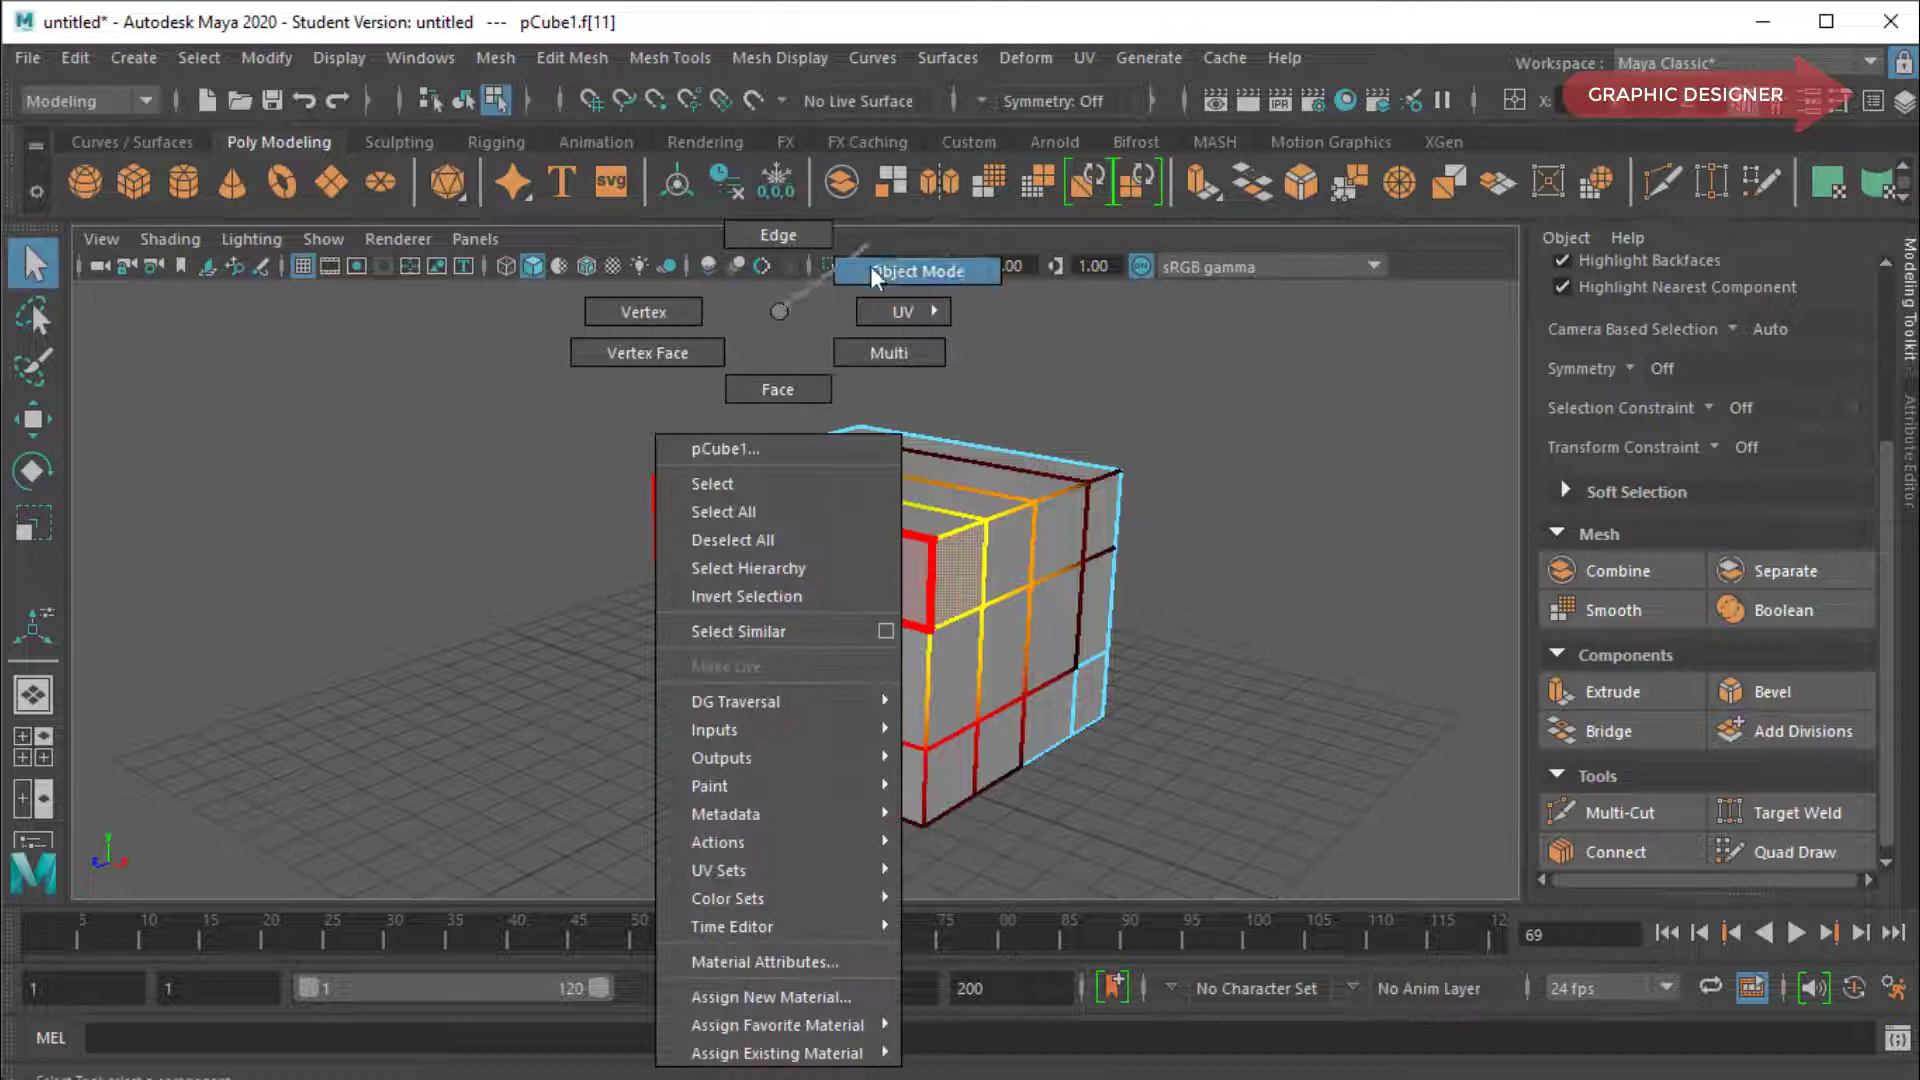 untitled* - Autodesk Maya 2020 - Student Version: untitled --- pCube1.f[11]
File Edit Create Select Modify Display Windows Mesh Edit Mesh Mesh Tools Mesh Display Curves Surfaces Deform UV Generate Cache Help
Workspace : Maya Classic*
GRAPHIC DESIGNER
Modeling No Live Surface Symmetry: Off IPR X:
Curves / Surfaces Poly Modeling Sculpting Rigging Animation Rendering FX FX Caching Custom Arnold Bifrost MASH Motion Graphics XGen
T svg 0,0,0
View Shading Lighting Show Renderer Panels
Edge
Object Mode
.00 1.00 ON sRGB gamma
Vertex UV
Vertex Face Multi
Face
pCube1...
Select
Select All
Deselect All
Select Hierarchy
Invert Selection
Select Similar
Make Live
DG Traversal
Inputs
Outputs
Paint
Metadata
Actions
UV Sets
Color Sets
Time Editor
Material Attributes...
Assign New Material...
Assign Favorite Material
Assign Existing Material
Object Help
Highlight Backfaces
Highlight Nearest Component
Camera Based Selection Auto
Symmetry Off
Selection Constraint Off
Transform Constraint Off
Soft Selection
Mesh
Combine Separate
Smooth Boolean
Components
Extrude Bevel
Bridge Add Divisions
Tools
Multi-Cut Target Weld
Connect Quad Draw
Modeling Toolkit
Attribute Editor
y
z x
5 10 15 20 25 30 35 40 45 50 75 85 90 95 100 105 110 115 12
69
1 1 1 120 200 No Character Set No Anim Layer 24 fps
MEL